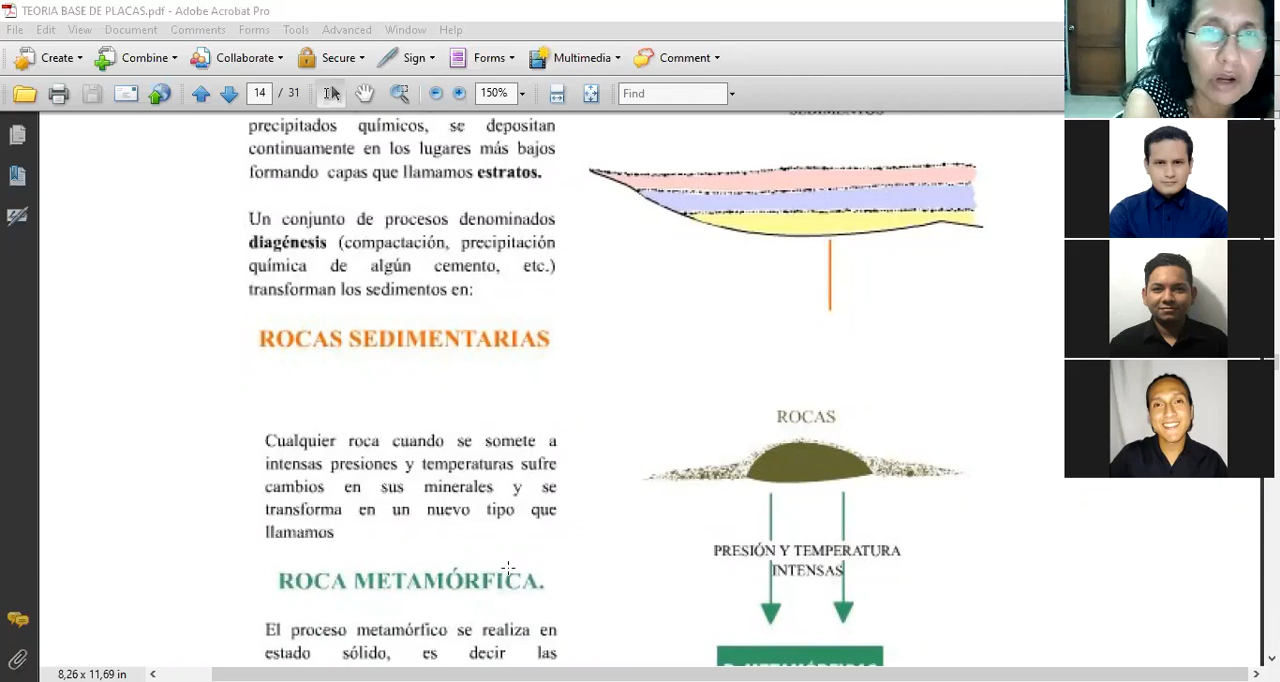 TEORIA BASE DE PLACAS.pdf - Adobe Acrobat Pro
File Edit View Document Comments Forms Tools Advanced Window Help
Create Combine Collaborate Secure Sign Forms Multimedia Comment
14 / 31 150% Find
precipitados químicos, se depositan
continuamente en los lugares más bajos
formando capas que llamamos estratos.
Un conjunto de procesos denominados
diagénesis (compactación, precipitación
química de algún cemento, etc.)
transforman los sedimentos en:
ROCAS SEDIMENTARIAS
Cualquier roca cuando se somete a
intensas presiones y temperaturas sufre
cambios en sus minerales y se
transforma en un nuevo tipo que
llamamos
ROCA METAMÓRFICA.
El proceso metamórfico se realiza en
estado sólido, es decir las
SEDIMENTOS
ROCAS
PRESIÓN Y TEMPERATURA
INTENSAS
8,26 x 11,69 in